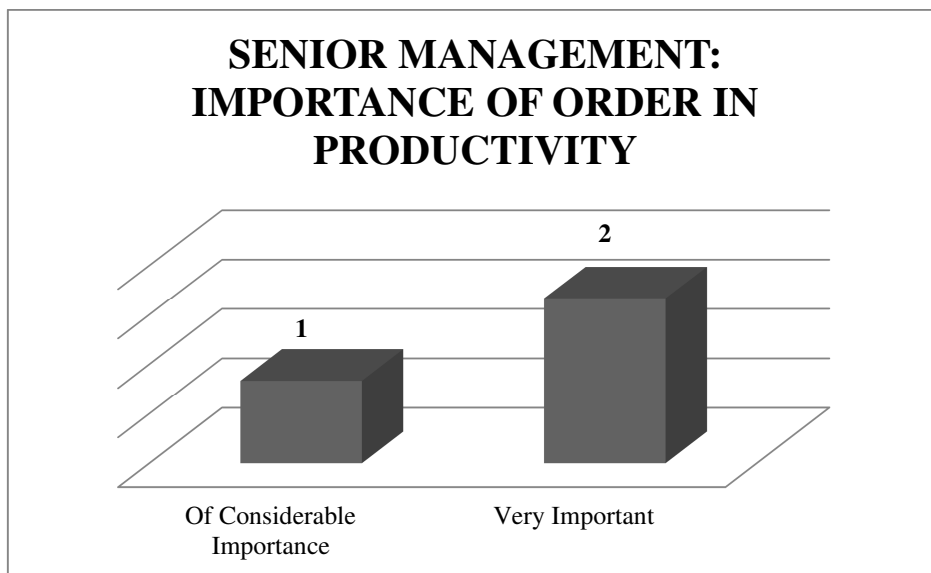 SENIOR MANAGEMENT:
IMPORTANCE OF ORDER IN
PRODUCTIVITY
2
1
Of Considerable
Importance
Very Important